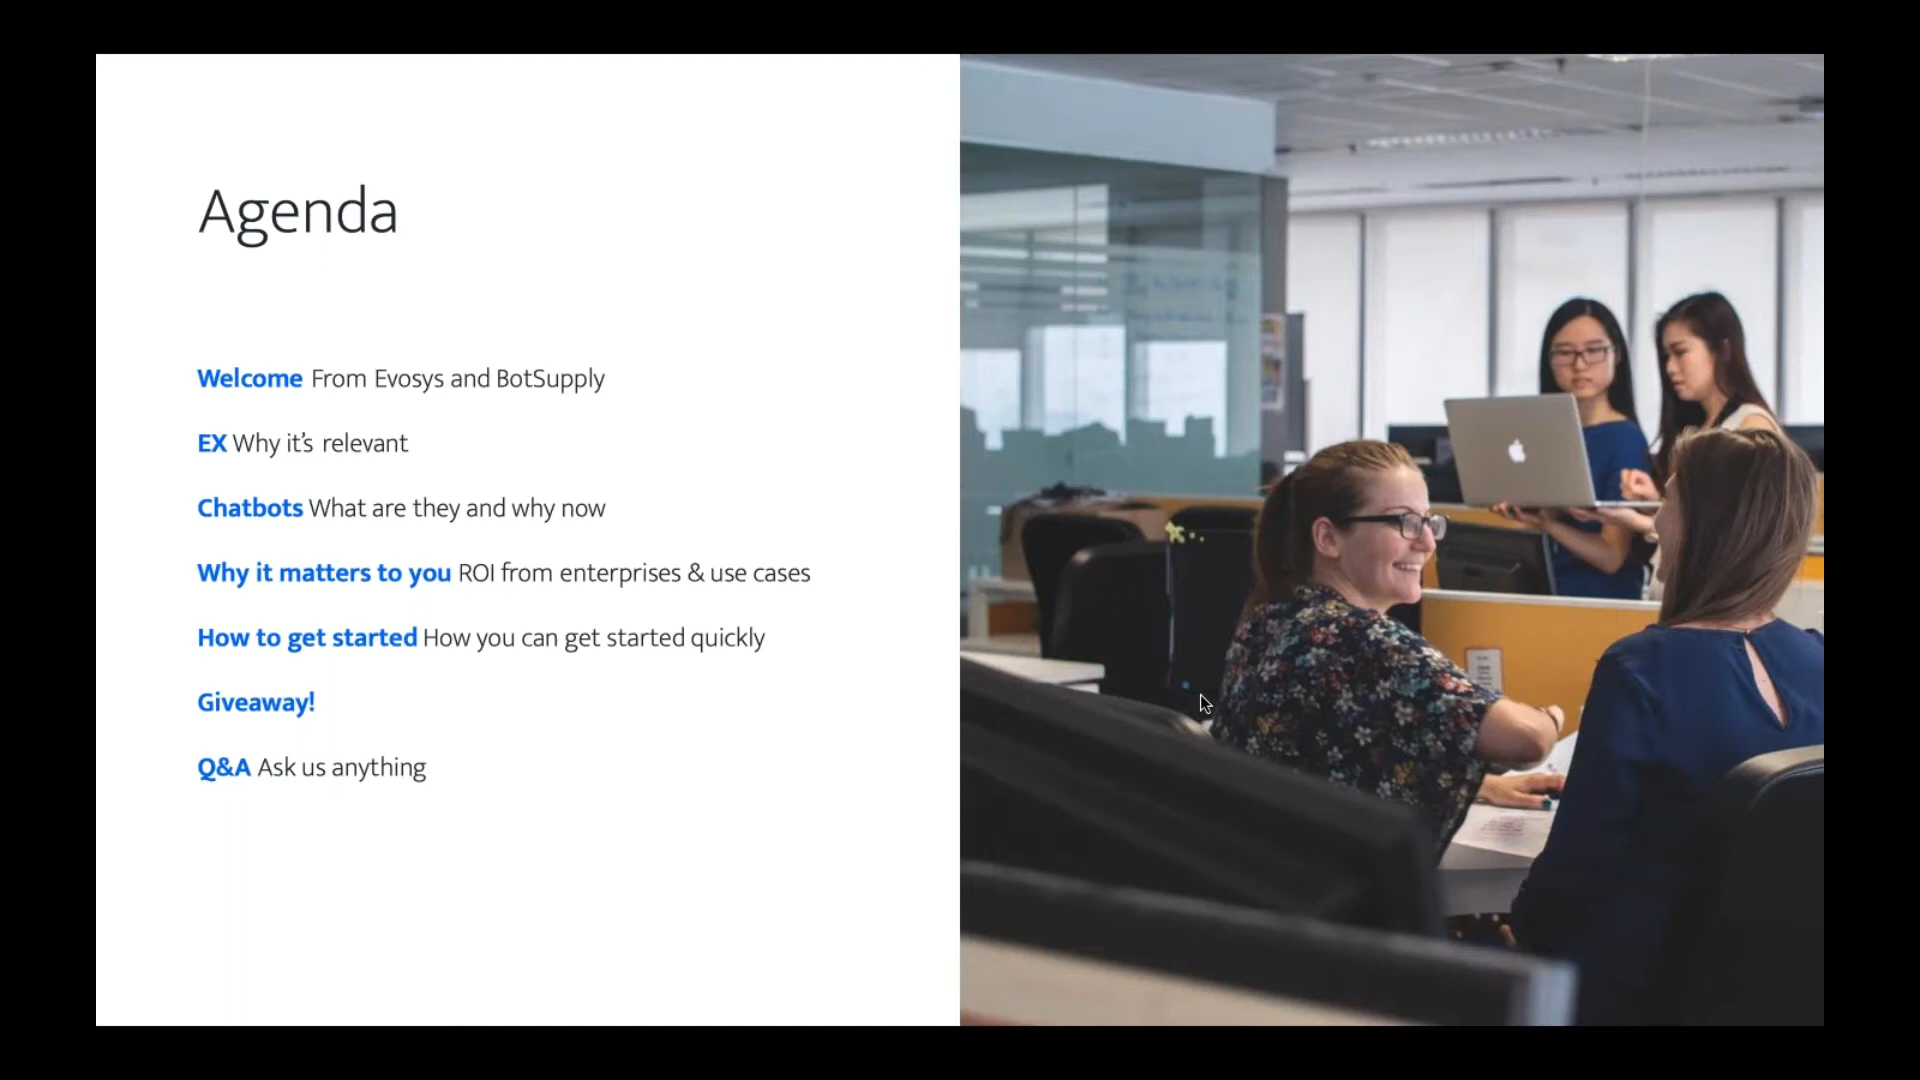 Agenda
Welcome From Evosys and BotSupply
EX Why it's relevant
Chatbots What are they and why now
Why it matters to you ROI from enterprises & use cases
How to get started How you can get started quickly
Giveaway!
Q&A Ask us anything